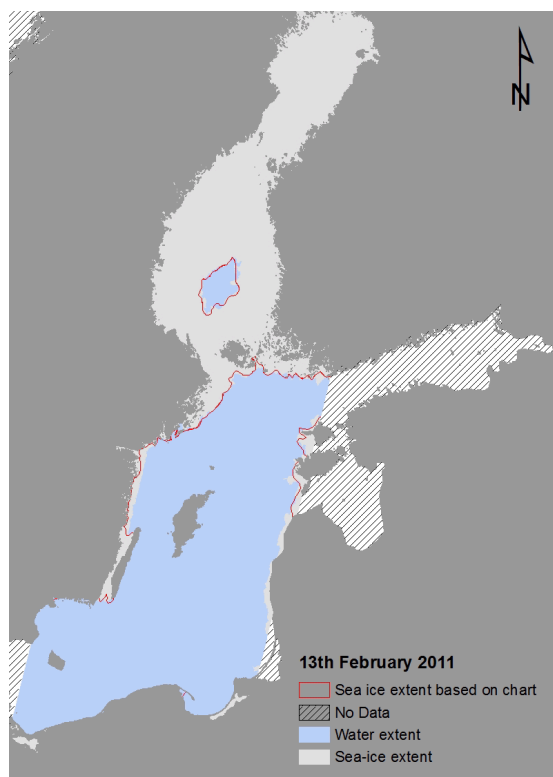 N
13th February 2011
Sea ice extent based on chart
No Data
Water extent
Sea-ice extent